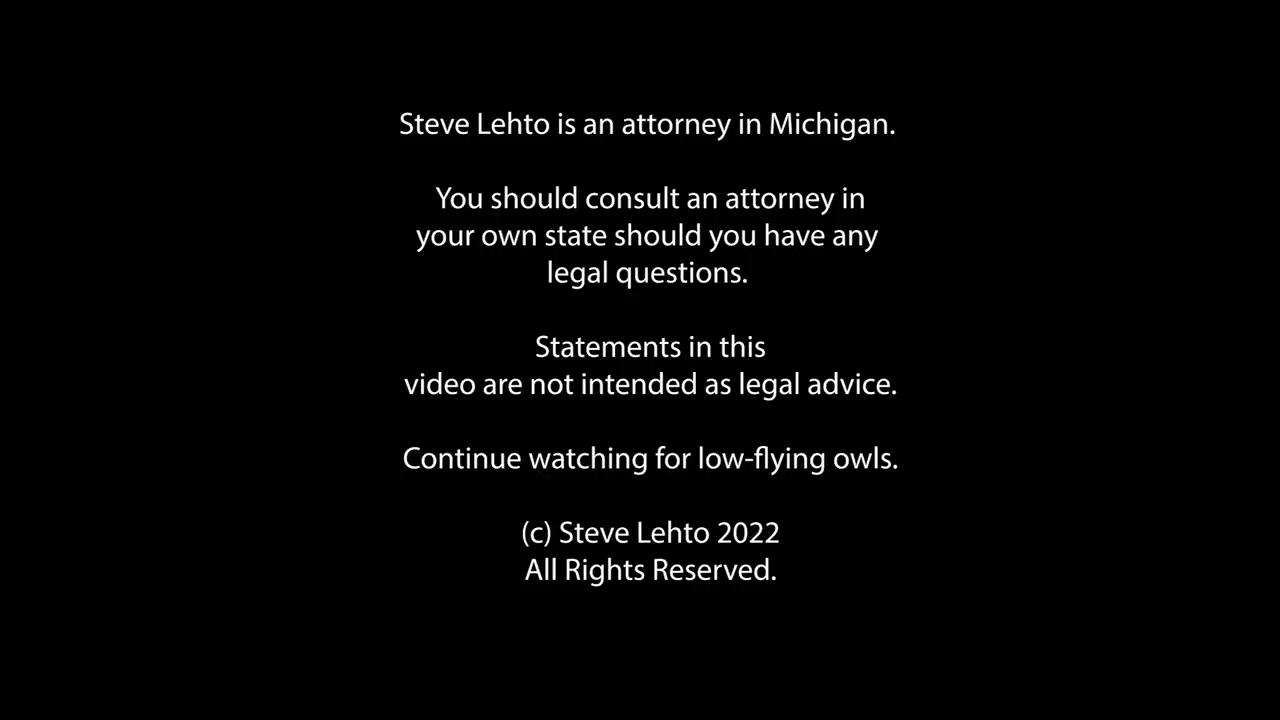 Steve Lehto is an attorney in Michigan.
You should consult an attorney in
your own state should you have any
legal questions.
Statements in this
video are not intended as legal advice.
Continue watching for low-flying owls.
(c) Steve Lehto 2022
All Rights Reserved.